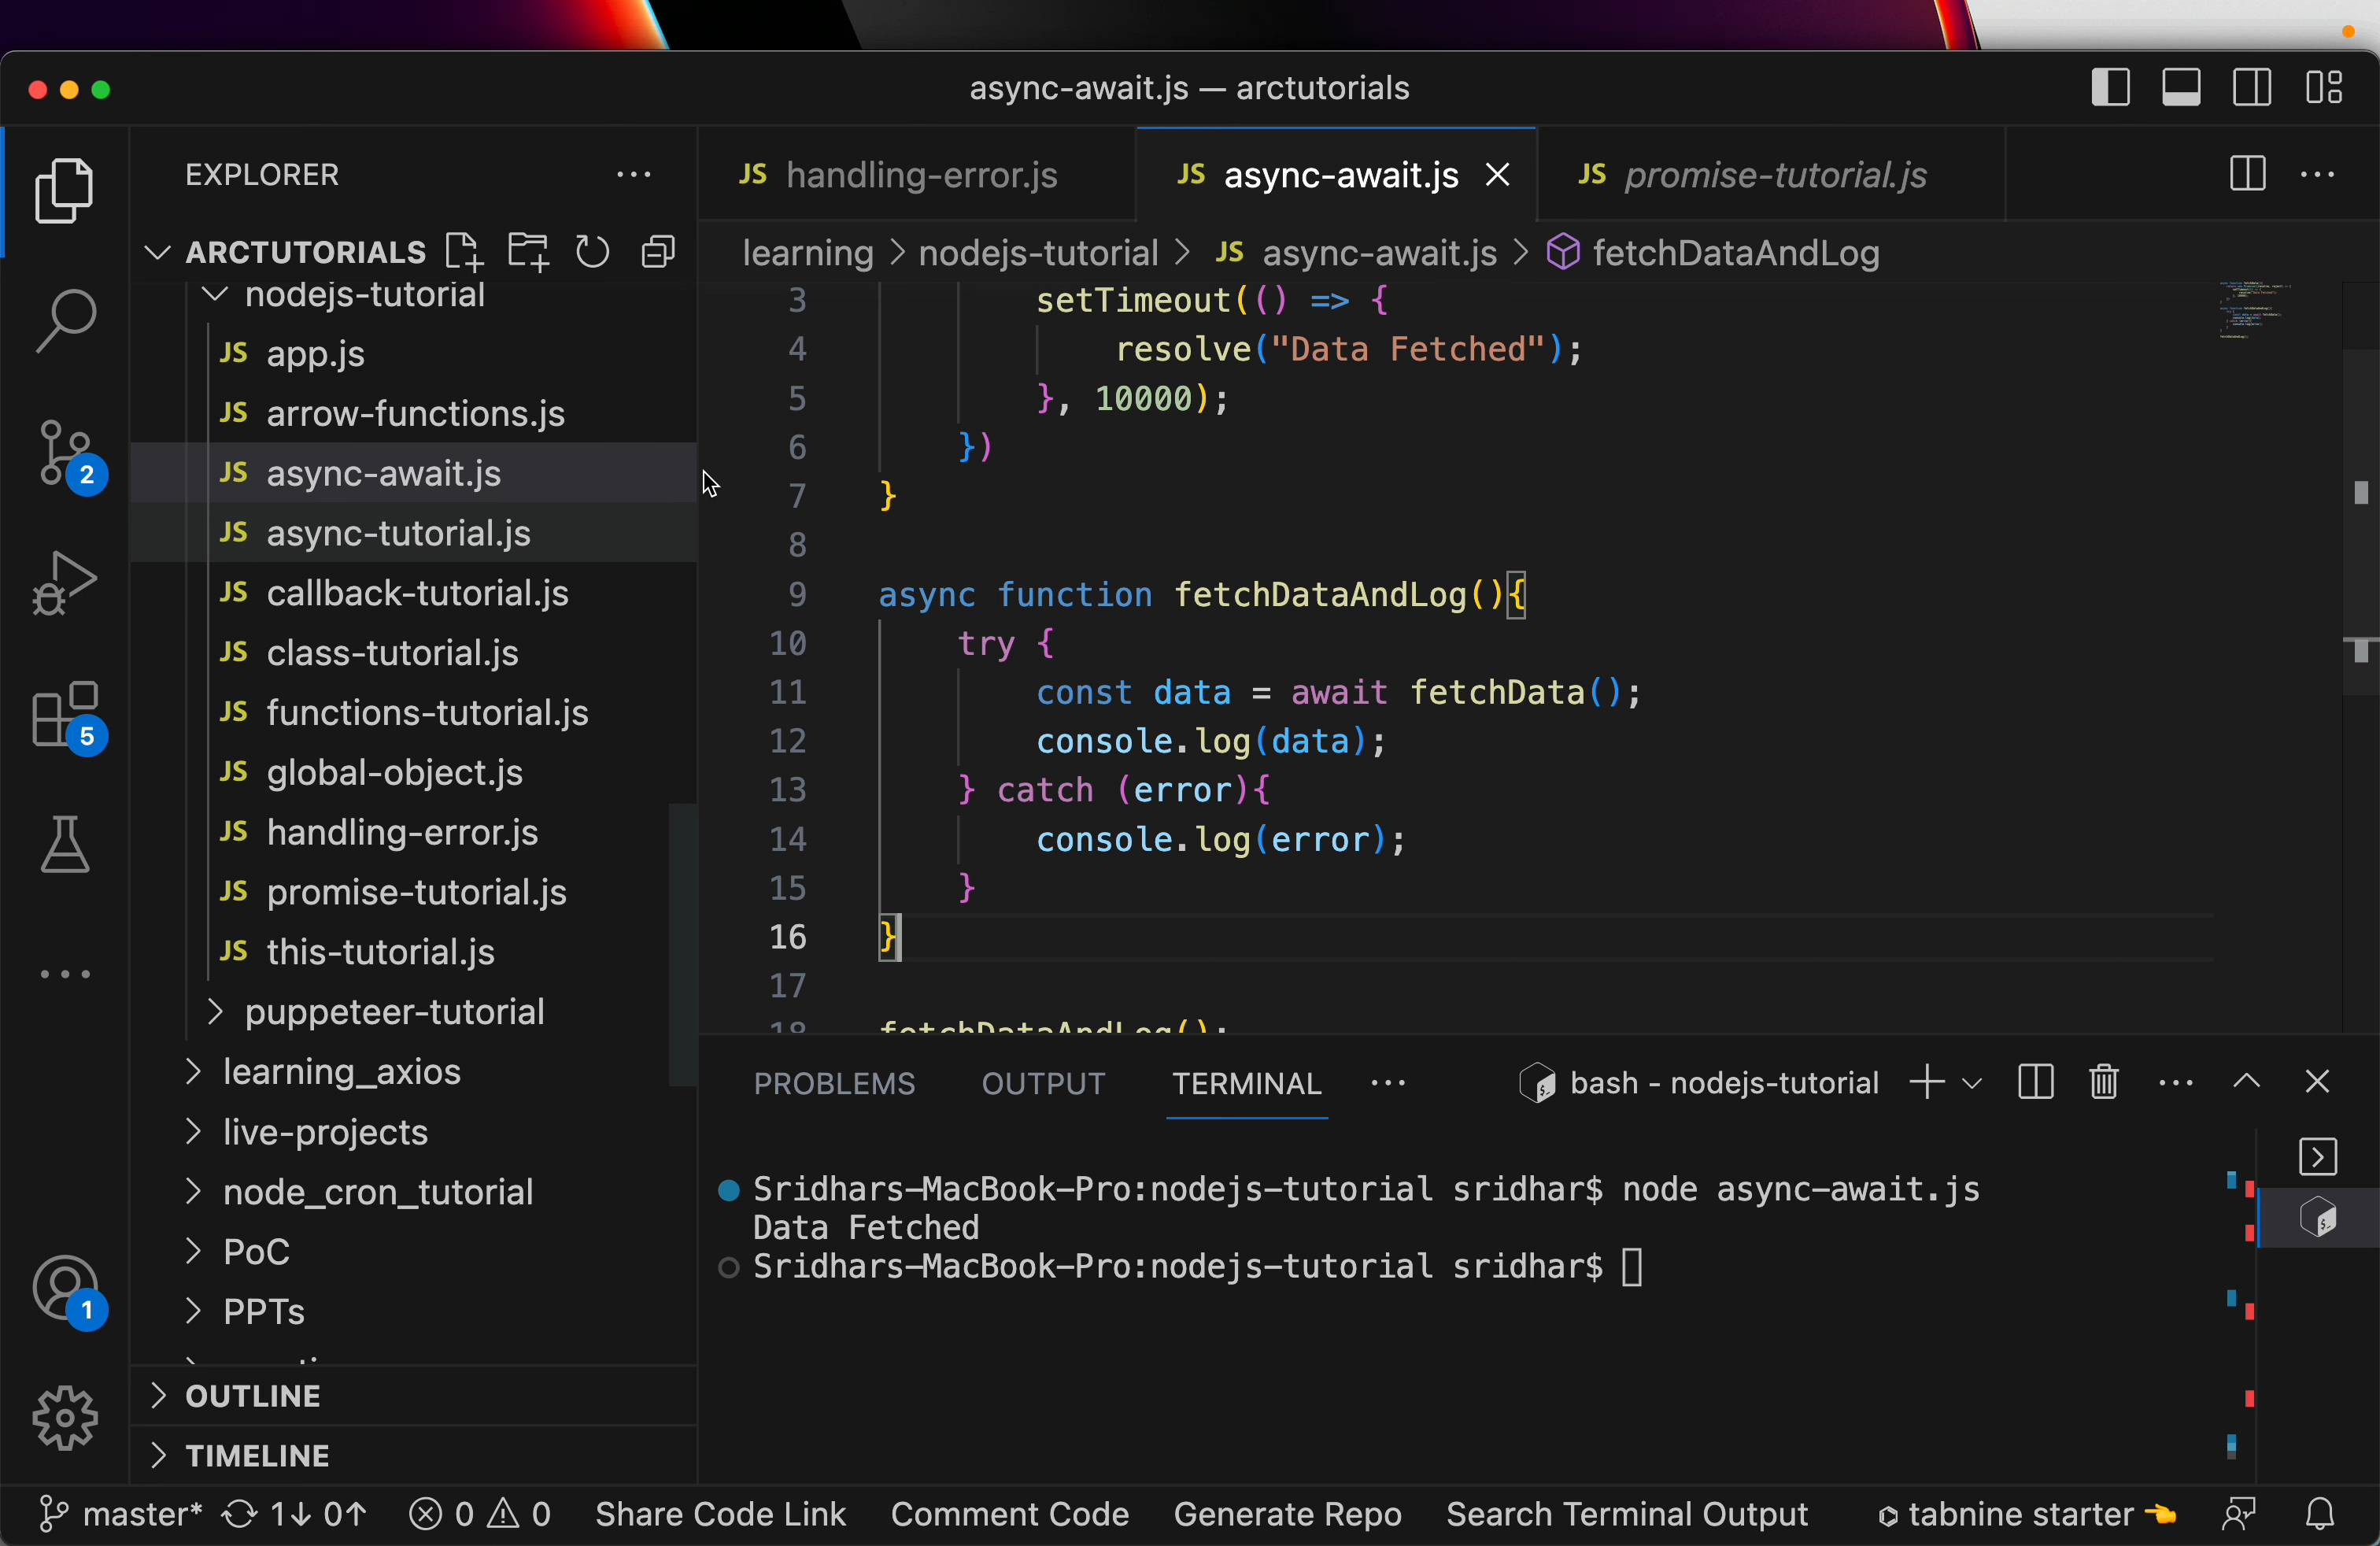 async-await.js — arctutorials
EXPLORER
ARCTUTORIALS
nodejs-tutorial
JS app.js
JS arrow-functions.js
JS async-await.js
JS async-tutorial.js
JS callback-tutorial.js
JS class-tutorial.js
JS functions-tutorial.js
JS global-object.js
JS handling-error.js
JS promise-tutorial.js
JS this-tutorial.js
puppeteer-tutorial
learning_axios
live-projects
node_cron_tutorial
PoC
PPTs
OUTLINE
TIMELINE
2
5
1
JS handling-error.js
JS async-await.js
JS promise-tutorial.js
learning > nodejs-tutorial > JS async-await.js > fetchDataAndLog
3 setTimeout(() => {
4 resolve("Data Fetched");
5 }, 10000);
6 })
7 }
8
9 async function fetchDataAndLog(){
10 try {
11 const data = await fetchData();
12 console.log(data);
13 } catch (error){
14 console.log(error);
15 }
16 }
17
18 fetchDataAndLog();
PROBLEMS OUTPUT TERMINAL
bash - nodejs-tutorial
Sridhars-MacBook-Pro:nodejs-tutorial sridhar$ node async-await.js
Data Fetched
Sridhars-MacBook-Pro:nodejs-tutorial sridhar$
master* 1↓ 0↑ 0 0 Share Code Link Comment Code Generate Repo Search Terminal Output tabnine starter